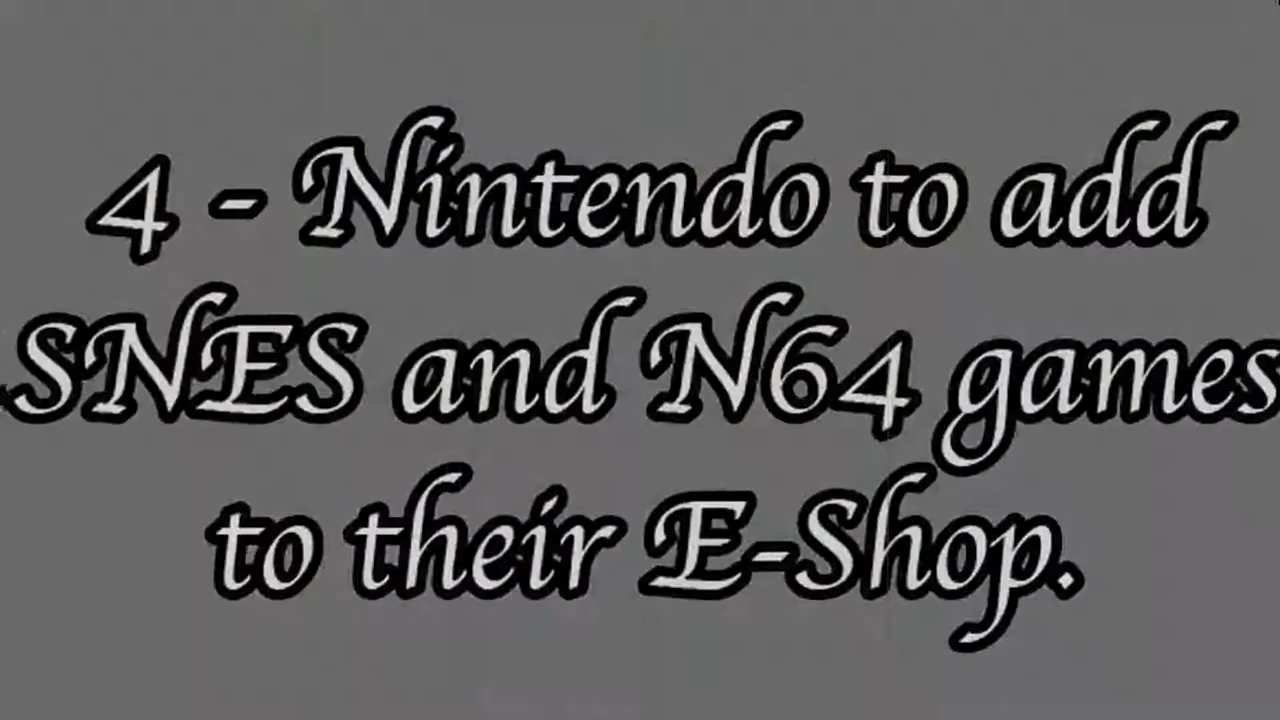 4 - Nintendo to add
SNES and N64 games
to their E-Shop.